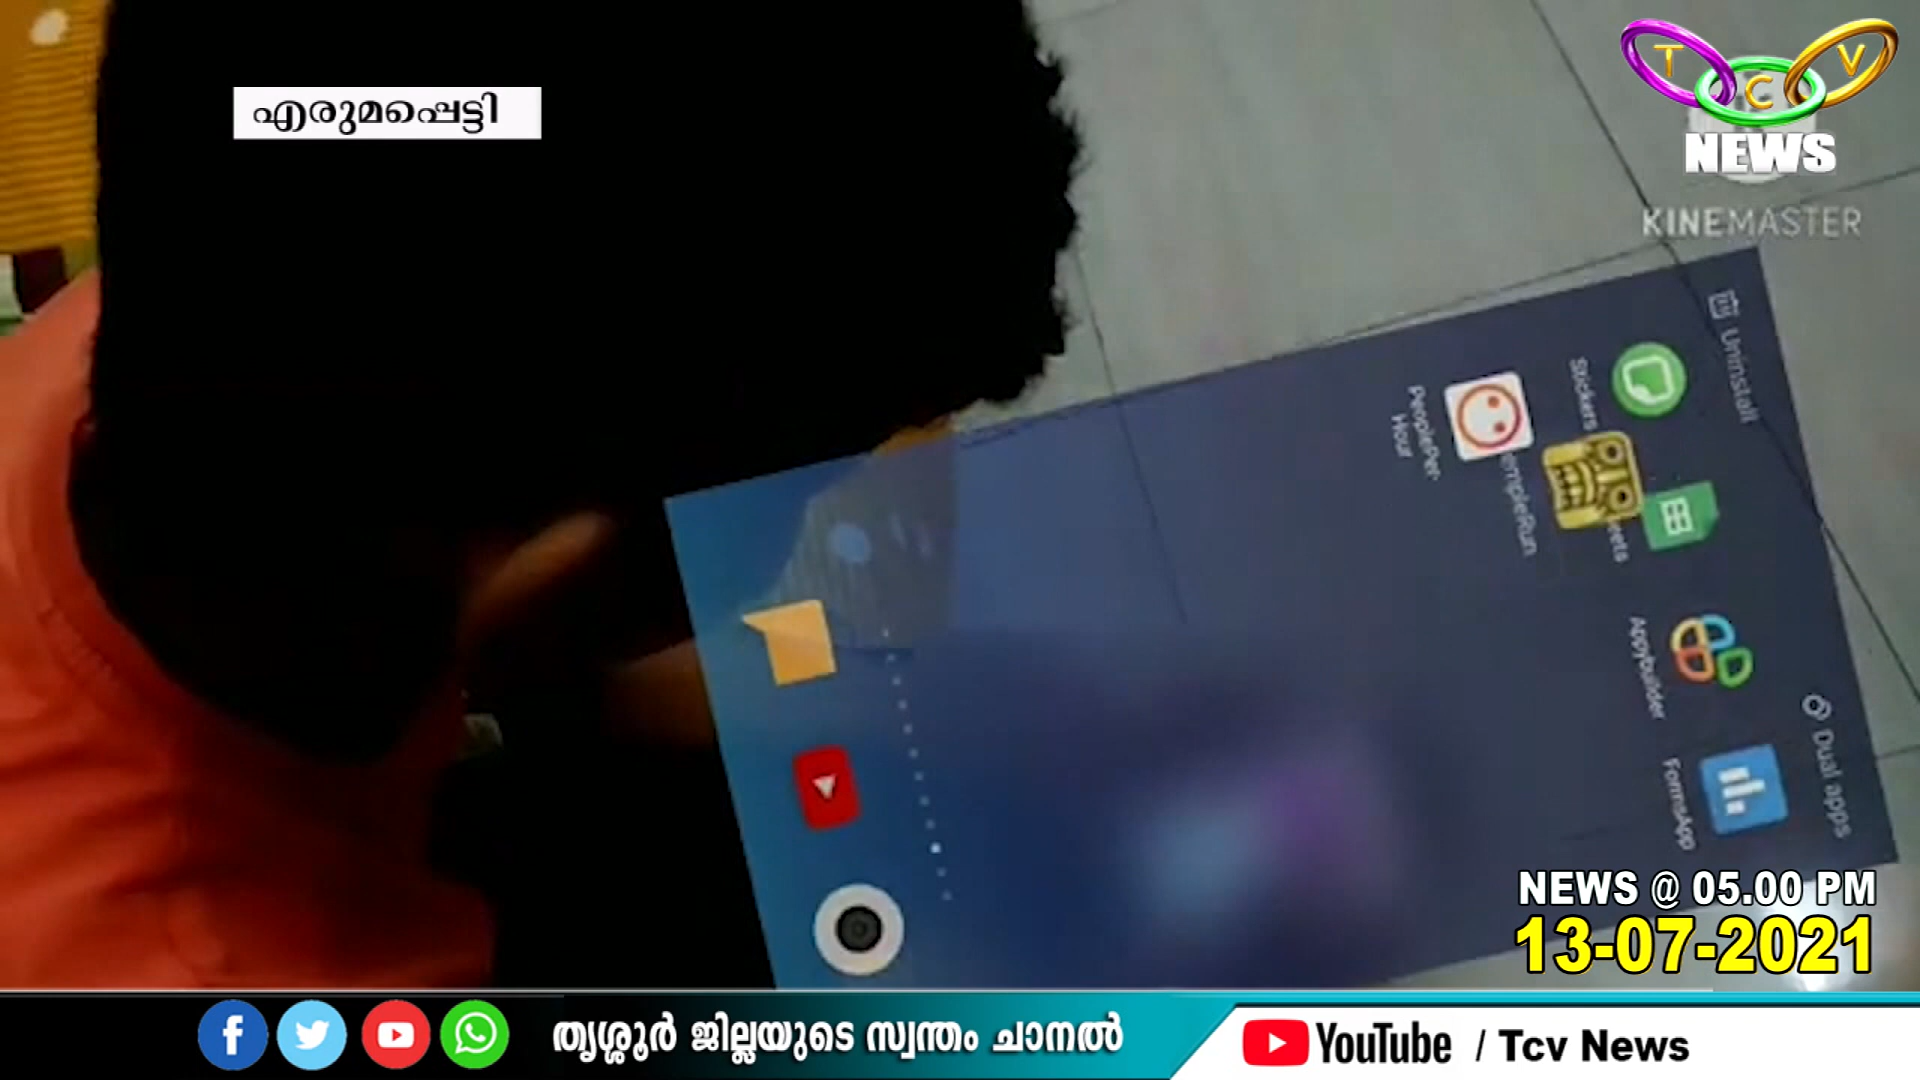 എരുമപ്പെട്ടി
T C V
NEWS
KINEMASTER
Uninstall
Stickers
PeoplePer
Hour
TempleRun
Appybuilder
Dual apps
FormsApp
NEWS @ 05.00 PM
13-07-2021
തൃശ്ശൂർ ജില്ലയുടെ സ്വന്തം ചാനൽ
YouTube / Tcv News